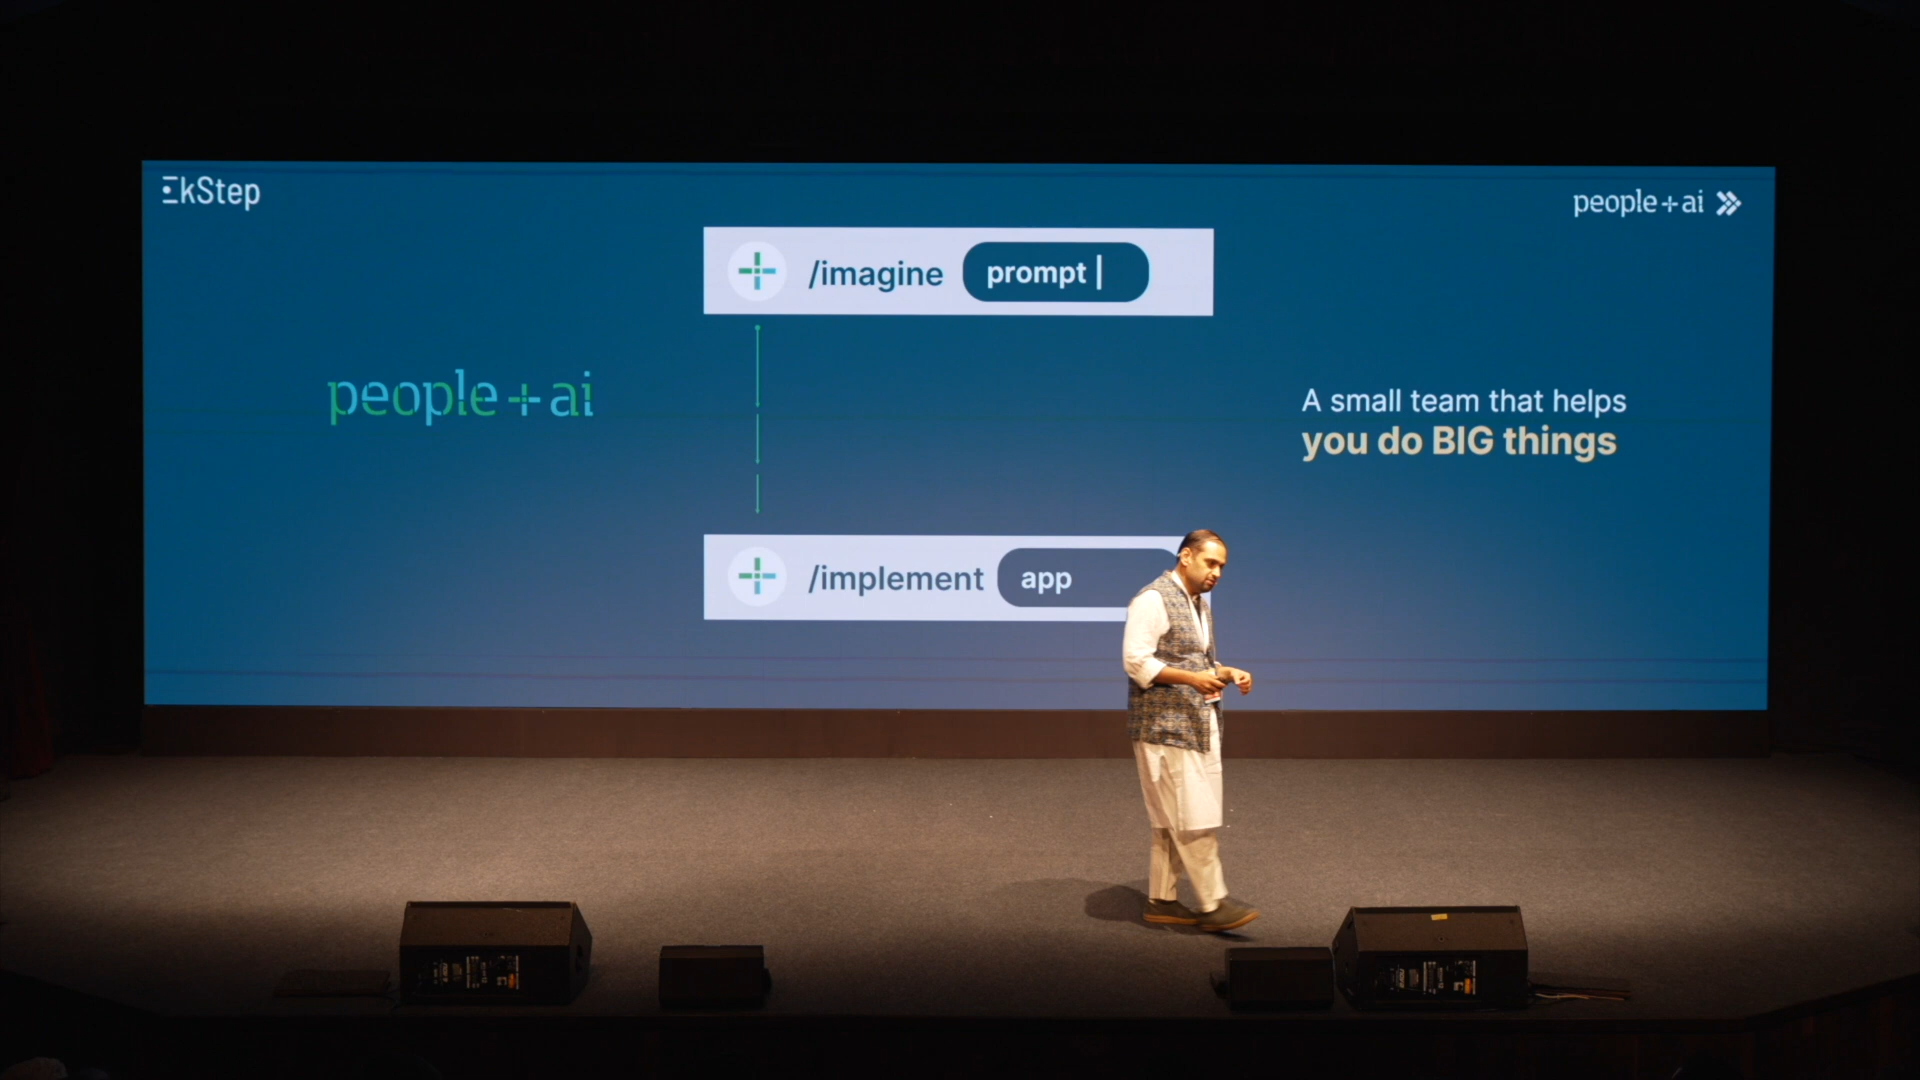 EkStep
people+ai
/imagine prompt |
people+ai
A small team that helps
you do BIG things
/implement app